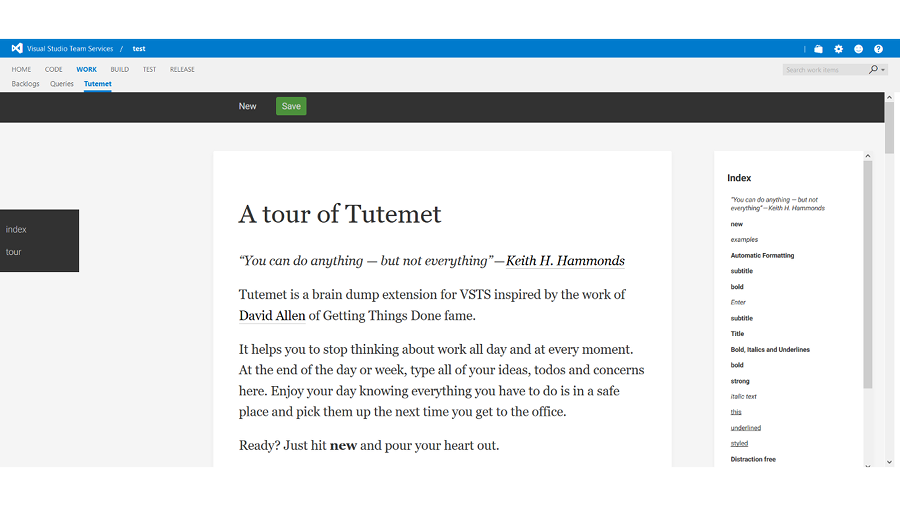 Visual Studio Team Services / test
HOME CODE WORK BUILD TEST RELEASE
Search work items
Backlogs Queries Tutemet
New Save
index
tour
A tour of Tutemet
“You can do anything — but not everything”—Keith H. Hammonds
Tutemet is a brain dump extension for VSTS inspired by the work of
David Allen of Getting Things Done fame.
It helps you to stop thinking about work all day and at every moment.
At the end of the day or week, type all of your ideas, todos and concerns
here. Enjoy your day knowing everything you have to do is in a safe
place and pick them up the next time you get to the office.
Ready? Just hit new and pour your heart out.
Index
“You can do anything — but not
everything”—Keith H. Hammonds
new
examples
Automatic Formatting
subtitle
bold
Enter
subtitle
Title
Bold, Italics and Underlines
bold
strong
italic text
this
underlined
styled
Distraction free